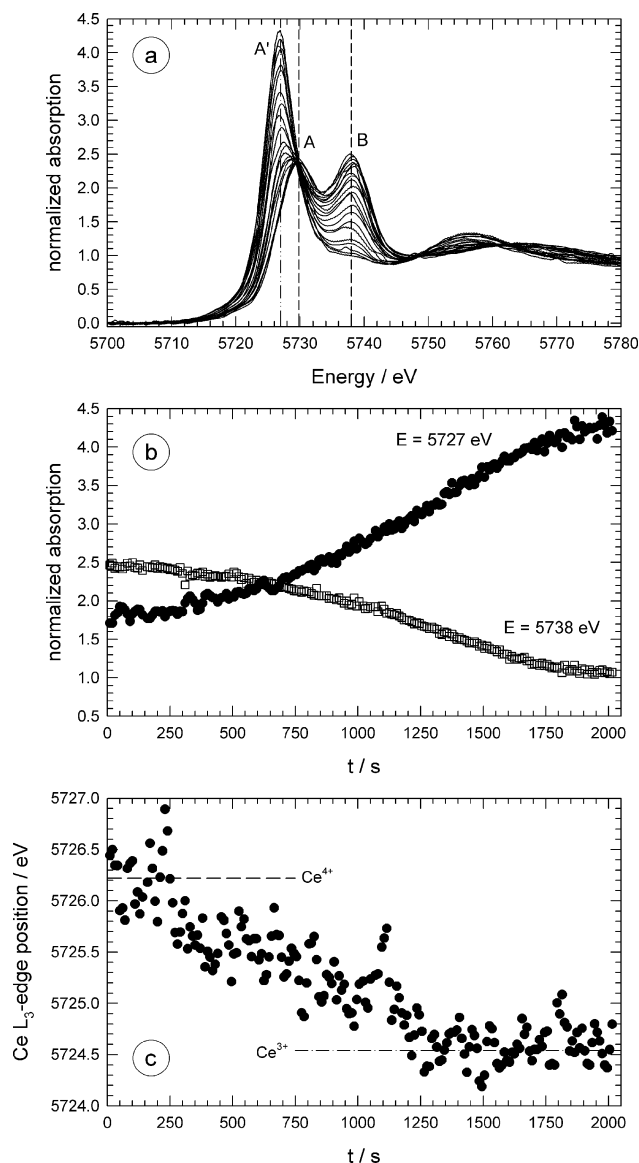 a
A'
A
B
4.5
4.0
3.5
3.0
2.5
2.0
1.5
1.0
0.5
0.0
normalized absorption
5700 5710 5720 5730 5740 5750 5760 5770 5780
Energy / eV
b
E = 5727 eV
E = 5738 eV
4.5
4.0
3.5
3.0
2.5
2.0
1.5
1.0
0.5
normalized absorption
0 250 500 750 1000 1250 1500 1750 2000
t / s
5727.0
5726.5
5726.0
5725.5
5725.0
5724.5
5724.0
Ce L₃-edge position / eV
Ce⁴⁺
Ce³⁺
c
0 250 500 750 1000 1250 1500 1750 2000
t / s